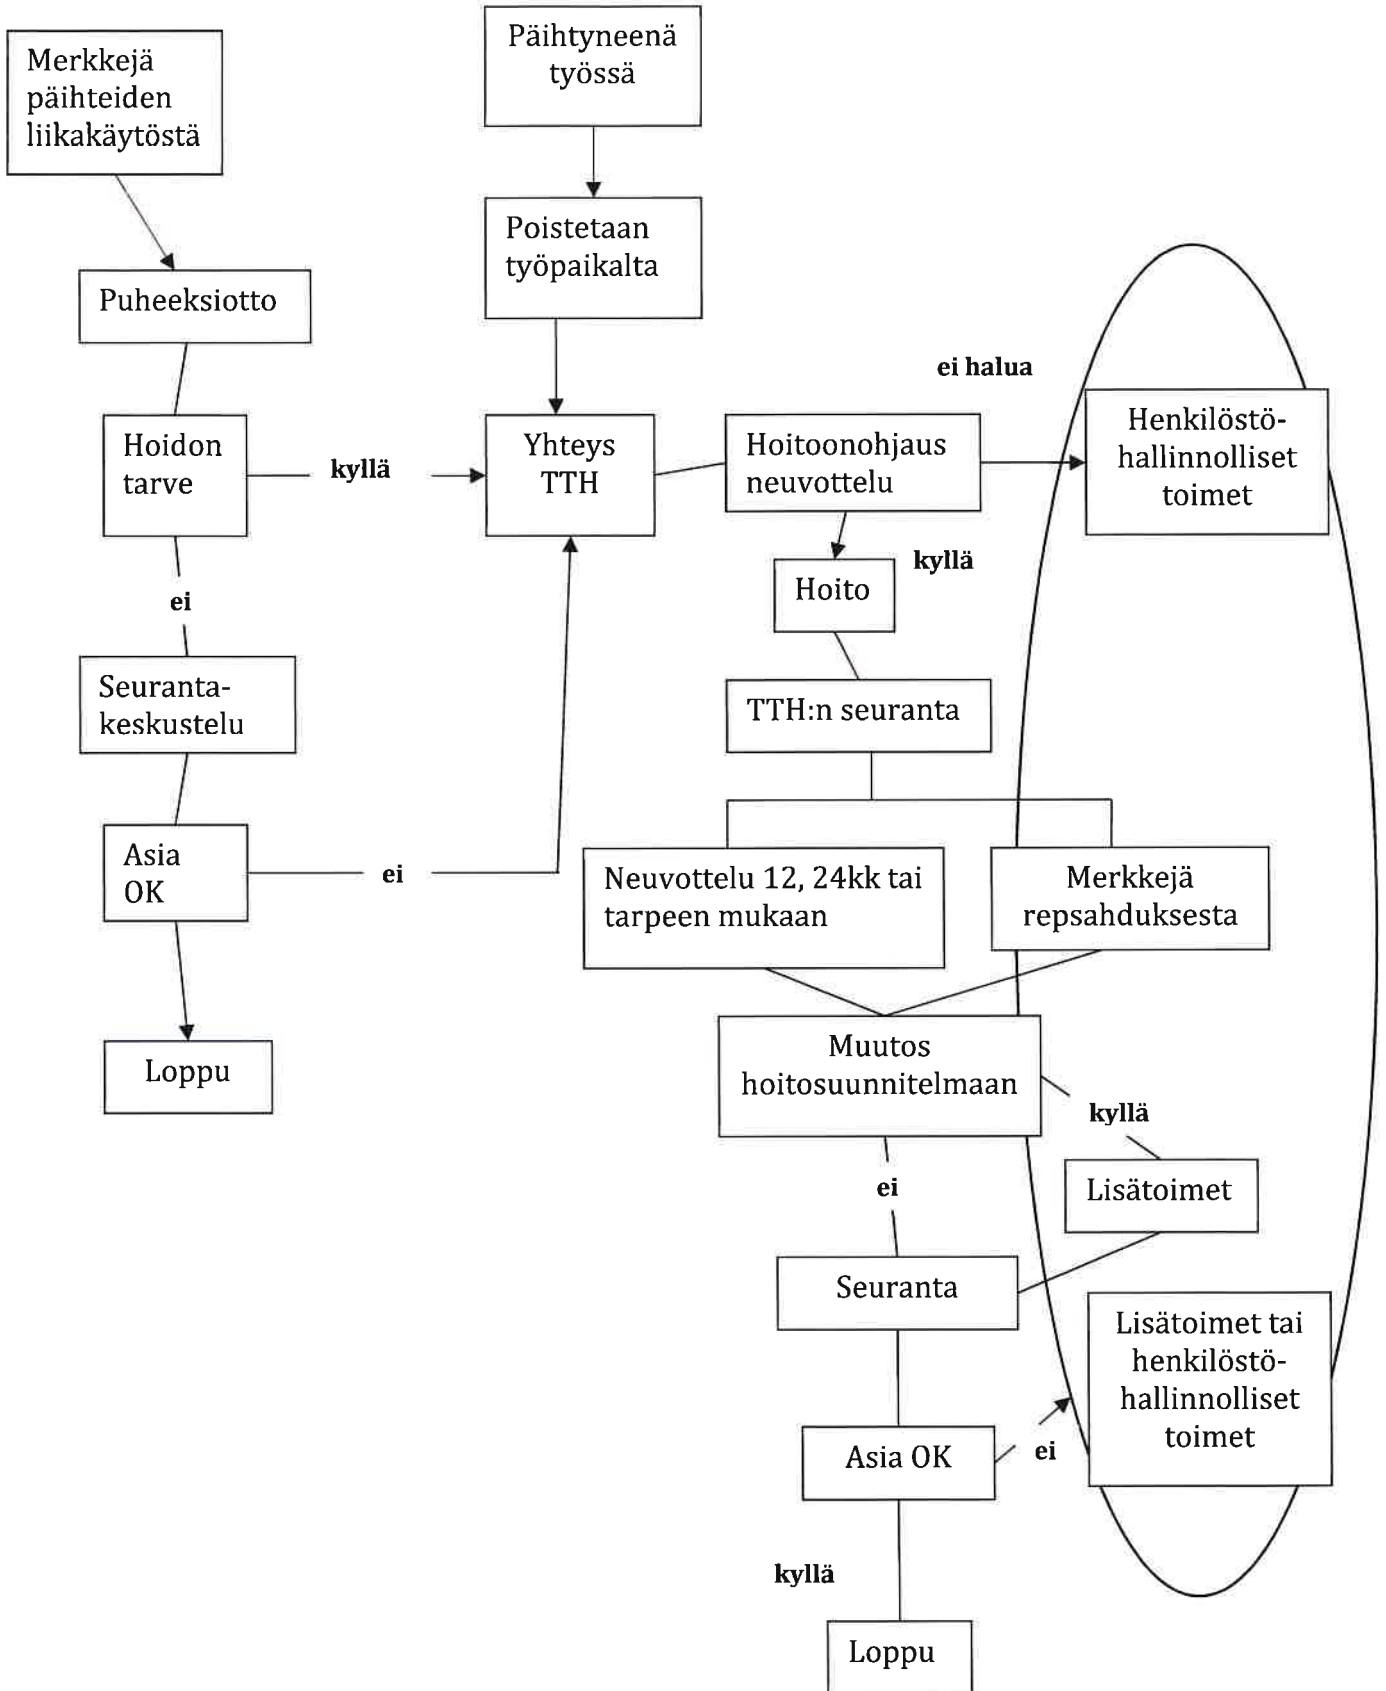 Merkkejä
päihteiden
liikakäytöstä
Päihtyneenä
työssä
Poistetaan
työpaikalta
Puheeksiotto
ei halua
Hoidon
tarve
kyllä
Yhteys
TTH
Hoitoonohjaus
neuvottelu
Henkilöstö-
hallinnolliset
toimet
kyllä
Hoito
ei
Seuranta-
keskustelu
TTH:n seuranta
Asia
OK
ei
Neuvottelu 12, 24kk tai
tarpeen mukaan
Merkkejä
repsahduksesta
Loppu
Muutos
hoitosuunnitelmaan
kyllä
ei
Lisätoimet
Seuranta
Lisätoimet tai
henkilöstö-
hallinnolliset
toimet
Asia OK
ei
kyllä
Loppu